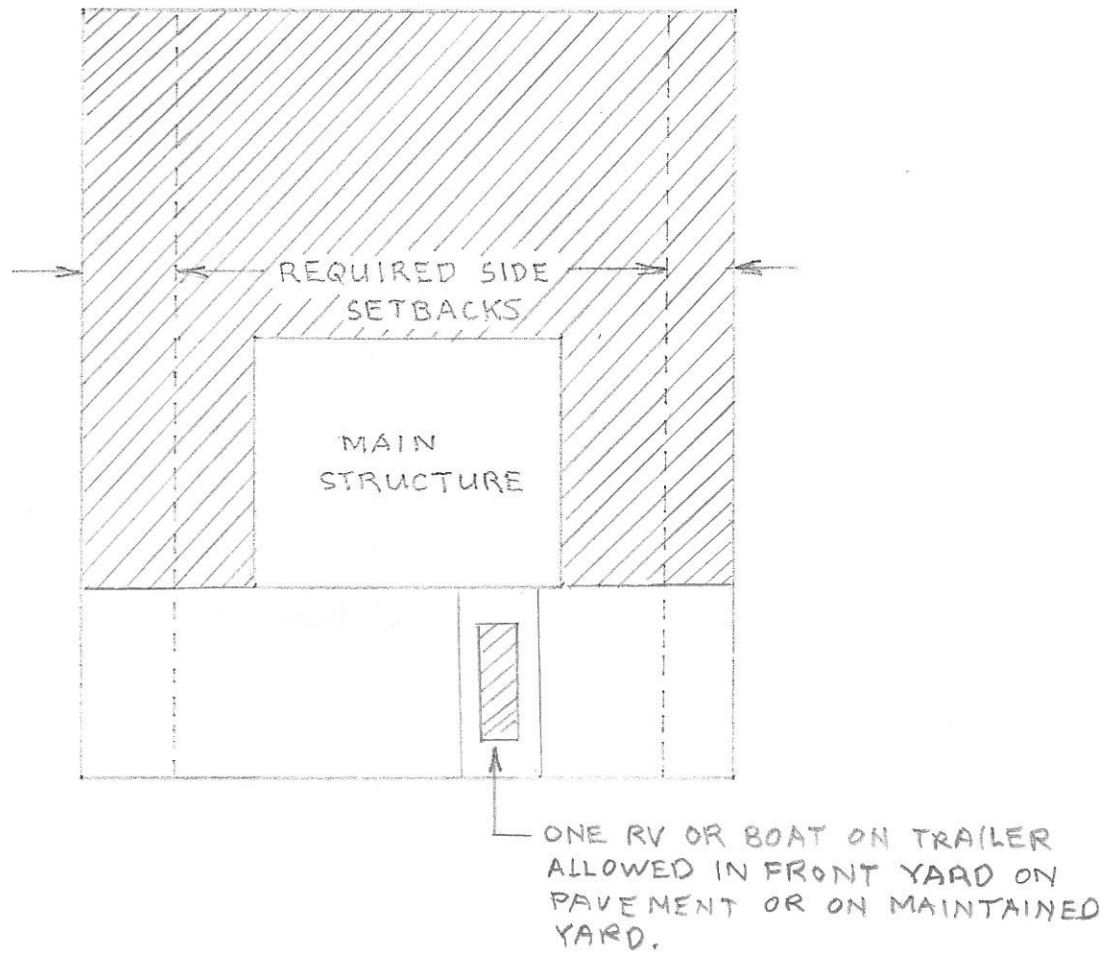 REQUIRED SIDE
SETBACKS
MAIN
STRUCTURE
ONE RV OR BOAT ON TRAILER
ALLOWED IN FRONT YARD ON
PAVEMENT OR ON MAINTAINED
YARD.